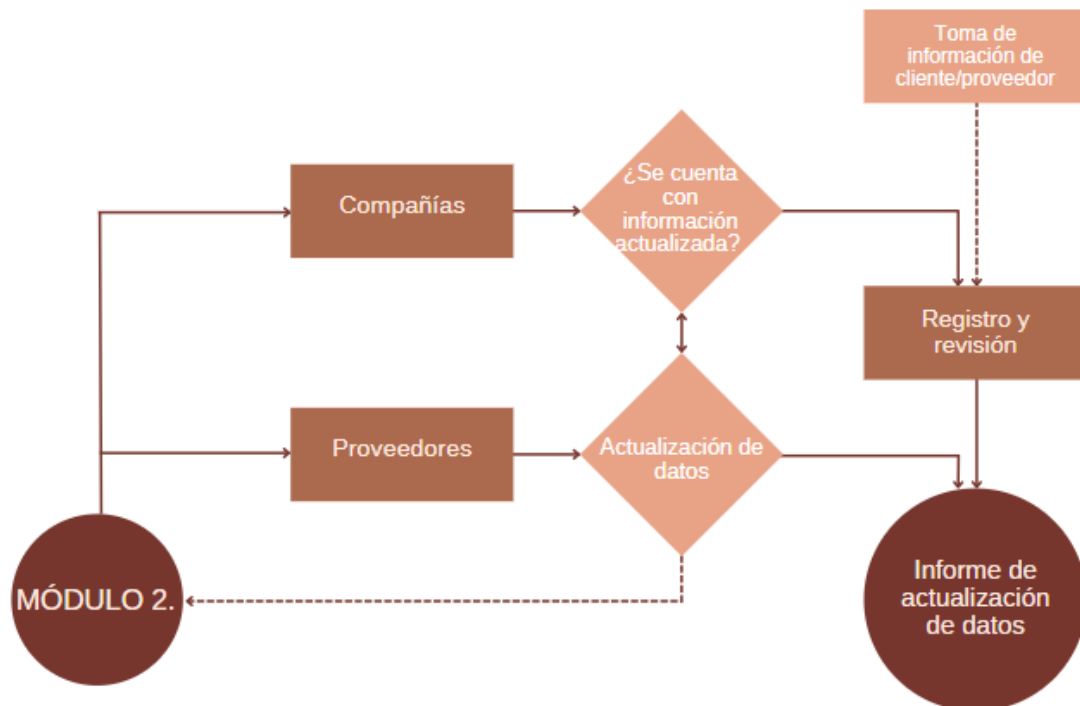 Toma de
información de
cliente/proveedor
Compañías
¿Se cuenta
con
información
actualizada?
Registro y
revisión
Proveedores
Actualización de
datos
MÓDULO 2.
Informe de
actualización
de datos